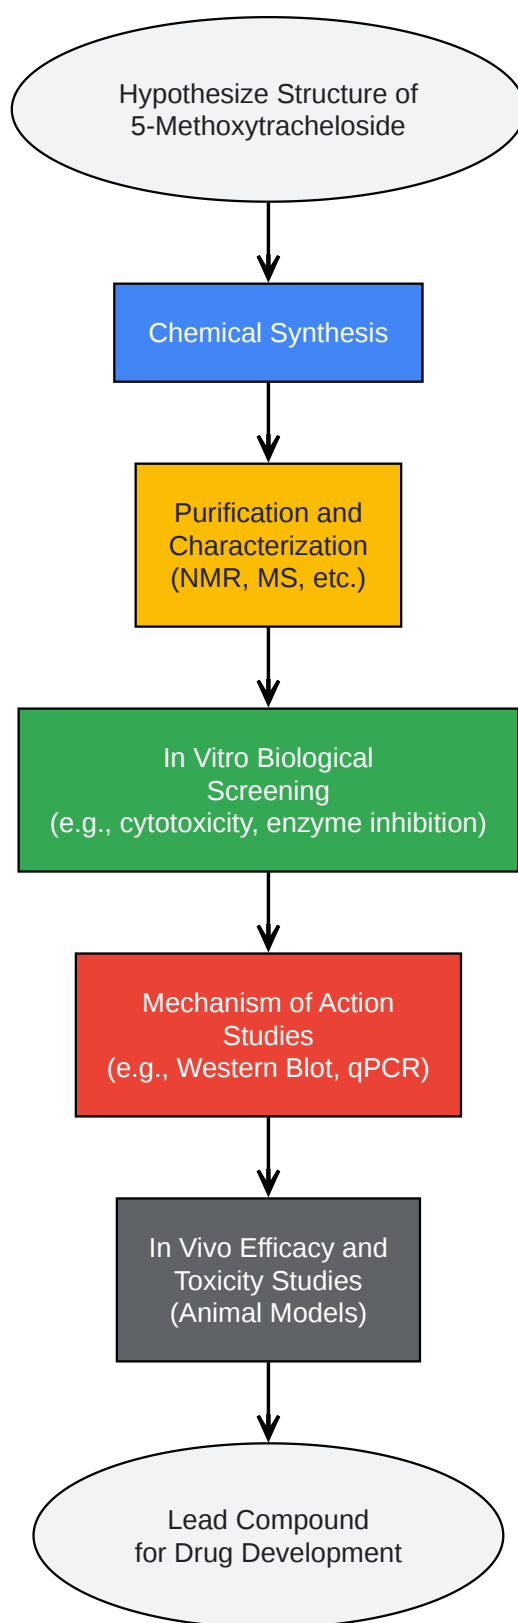 Hypothesize Structure of
5-Methoxytracheloside
Chemical Synthesis
Purification and
Characterization
(NMR, MS, etc.)
In Vitro Biological
Screening
(e.g., cytotoxicity, enzyme inhibition)
Mechanism of Action
Studies
(e.g., Western Blot, qPCR)
In Vivo Efficacy and
Toxicity Studies
(Animal Models)
Lead Compound
for Drug Development